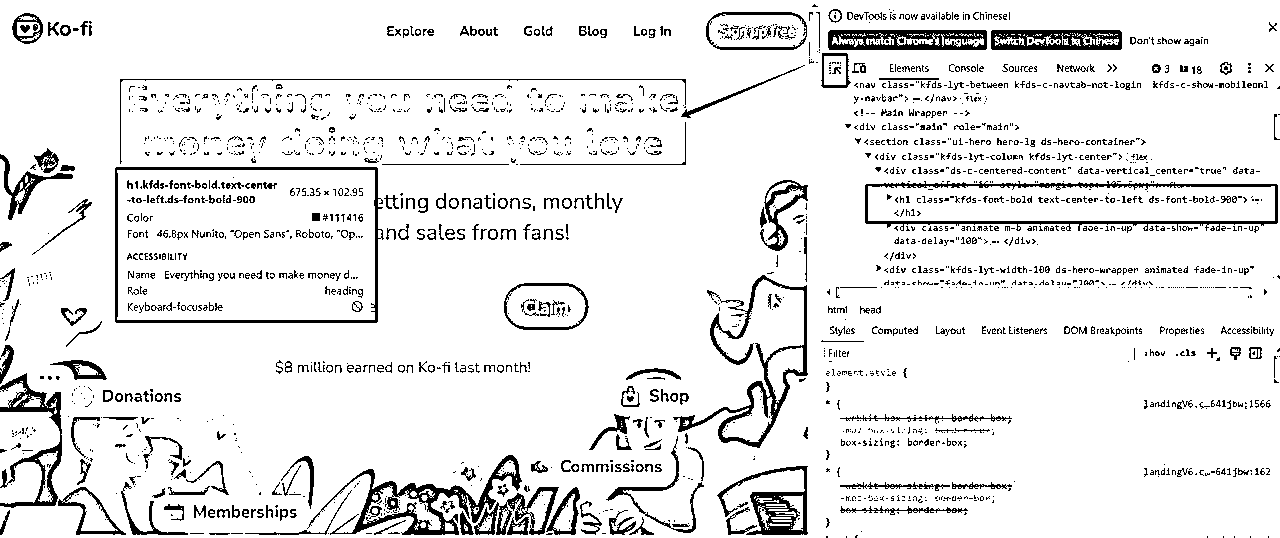 Ko-fi
Explore About Gold Blog Log in
Everything you need to make
money doing what you love
etting donations, monthly
and sales from fans!
h1.kfds-font-bold.text-center
-to-left.ds-font-bold-900 675.35 × 102.95
Color #111416
Font 46.8px Nunito, "Open Sans", Roboto, "Op...
ACCESSIBILITY
Name Everything you need to make money d...
Role heading
Keyboard-focusable
Claim
$8 million earned on Ko-fi last month!
Donations
Shop
Commissions
Memberships
DevTools is now available in Chinese!
Always match Chrome's language Switch DevTools to Chinese Don't show again
Elements Console Sources Network 3 18
<nav class="kfds-lyt-between kfds-c-navtab-not-login kfds-c-show-mobileonl
y-navbar">…</nav> flex
<!-- Main Wrapper -->
<div class="main" role="main">
<section class="ui-hero hero-lg ds-hero-container">
<div class="kfds-lyt-column kfds-lyt-center"> flex
<div class="ds-c-centered-content" data-vertical_center="true" data-
<h1 class="kfds-font-bold text-center-to-left ds-font-bold-900">…
</h1>
<div class="animate m-b animated fade-in-up" data-show="fade-in-up"
data-delay="100">…</div>
</div>
<div class="kfds-lyt-width-100 ds-hero-wrapper animated fade-in-up"
data-show="fade-in-up" data-delay="200">…</div>
html head
Styles Computed Layout Event Listeners DOM Breakpoints Properties Accessibility
Filter :hov .cls
element.style {
}
* { landingV6.c…641jbw:1566
-webkit-box-sizing: border-box;
-moz-box-sizing: border-box;
box-sizing: border-box;
}
* { landingV6.c…641jbw:162
-webkit-box-sizing: border-box;
-moz-box-sizing: border-box;
box-sizing: border-box;
}